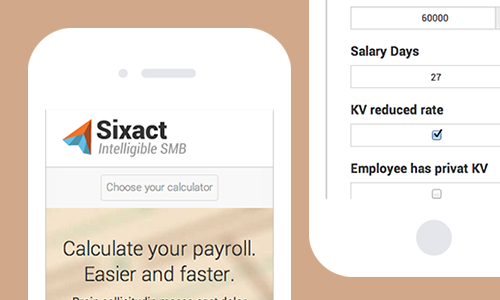 Sixact
Intelligible SMB
Choose your calculator
Calculate your payroll.
Easier and faster.
60000
Salary Days
27
KV reduced rate
Employee has privat KV